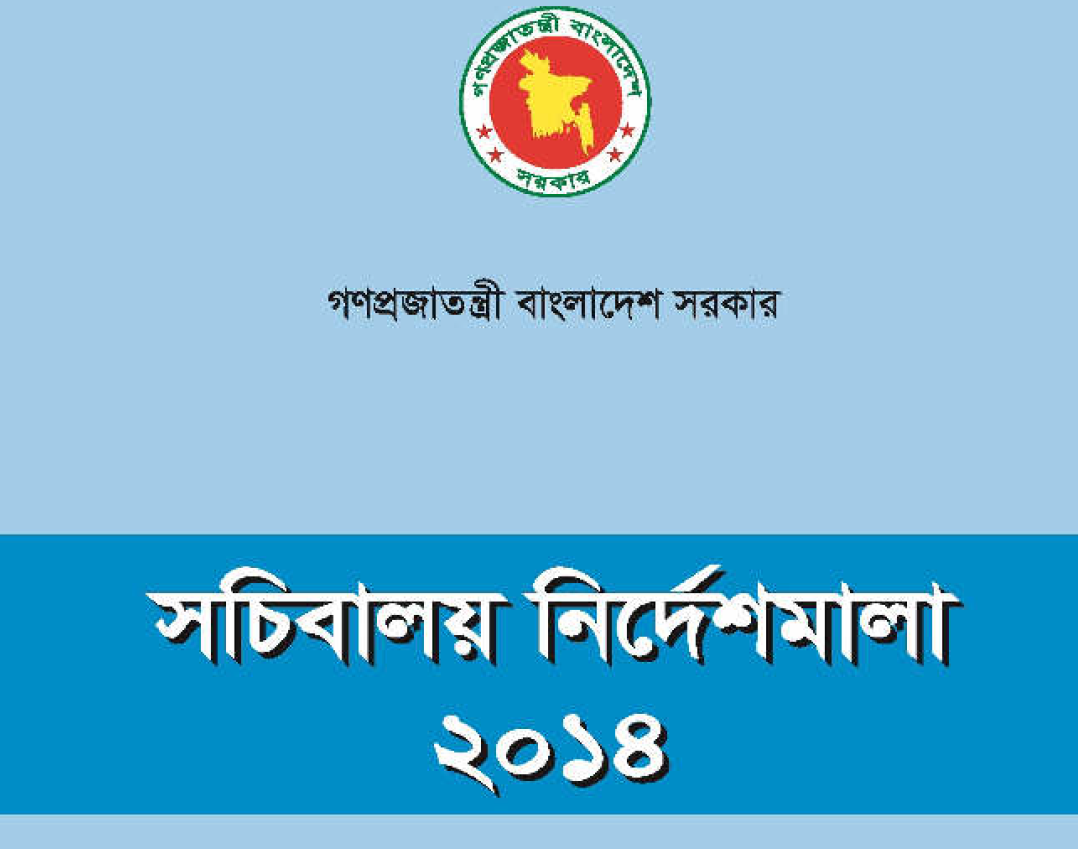 গণপ্রজাতন্ত্রী বাংলাদেশ
সরকার
গণপ্রজাতন্ত্রী বাংলাদেশ সরকার
সচিবালয় নির্দেশমালা
২০১৪